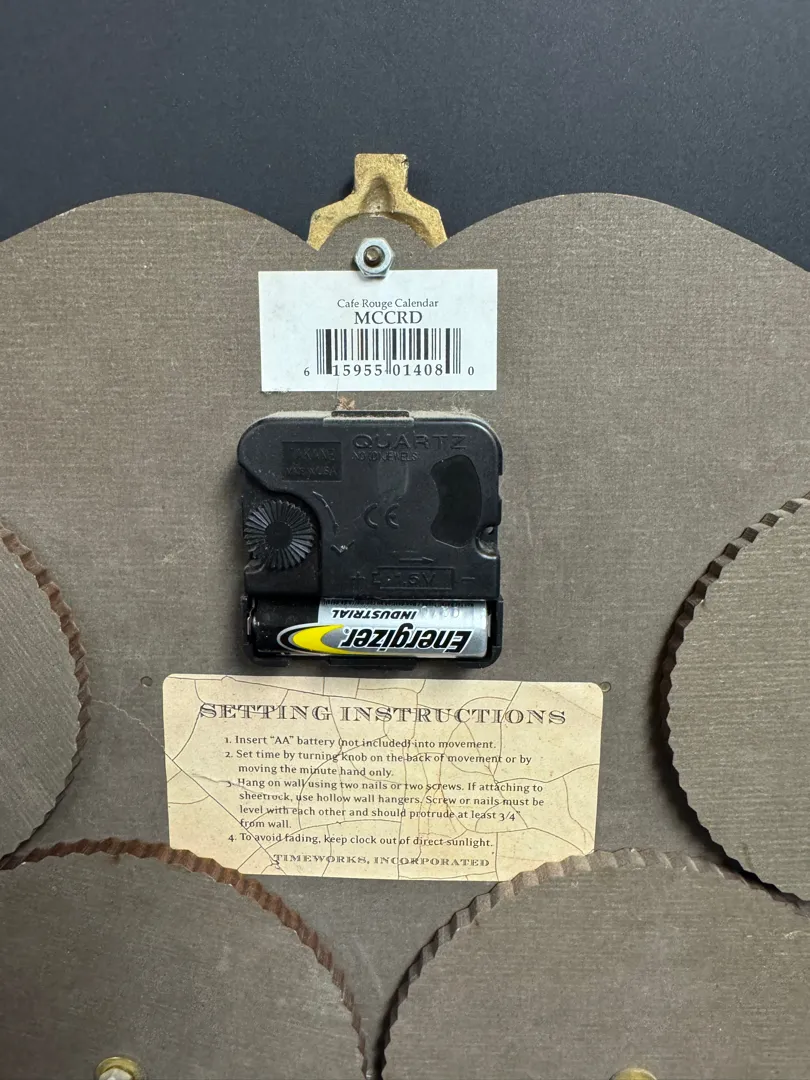 Cafe Rouge Calendar
MCCRD
6 15955 01408 0
QUARTZ
NO (0) JEWELS
TAKANE
MADE IN USA
CE
+ 1.5V −
Energizer.
INDUSTRIAL
SETTING INSTRUCTIONS
1. Insert “AA” battery (not included) into movement.
2. Set time by turning knob on the back of movement or by
moving the minute hand only.
3. Hang on wall using two nails or two screws. If attaching to
sheetrock, use hollow wall hangers. Screw or nails must be
level with each other and should protrude at least 3/4"
from wall.
4. To avoid fading, keep clock out of direct sunlight.
TIMEWORKS, INCORPORATED